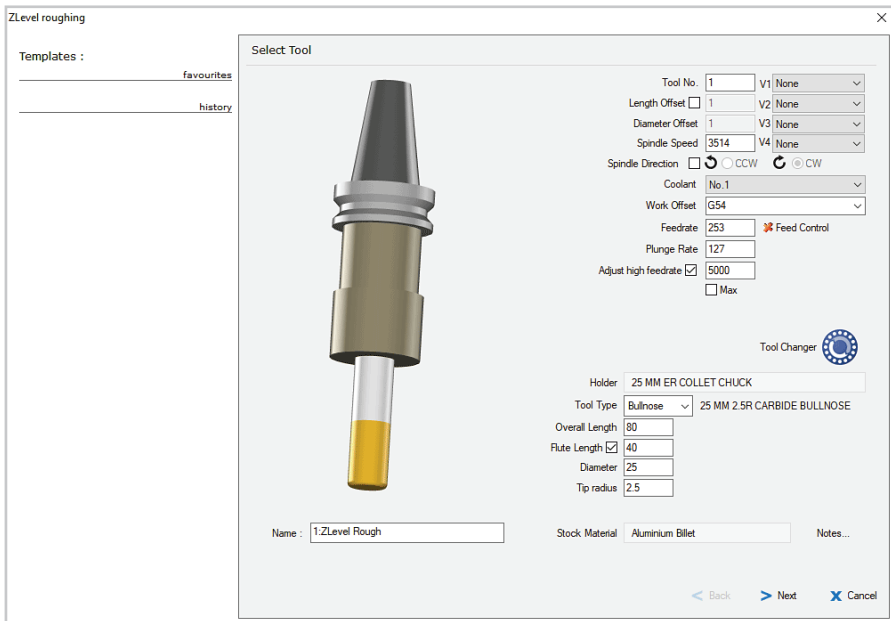 ZLevel roughing
Templates :
favourites
history
Select Tool
Tool No. 1 V1 None
Length Offset 1 V2 None
Diameter Offset 1 V3 None
Spindle Speed 3514 V4 None
Spindle Direction CCW CW
Coolant No.1
Work Offset G54
Feedrate 253 Feed Control
Plunge Rate 127
Adjust high feedrate 5000
Max
Tool Changer
Holder 25 MM ER COLLET CHUCK
Tool Type Bullnose 25 MM 2.5R CARBIDE BULLNOSE
Overall Length 80
Flute Length 40
Diameter 25
Tip radius 2.5
Name : 1:ZLevel Rough Stock Material Aluminium Billet Notes...
< Back > Next X Cancel